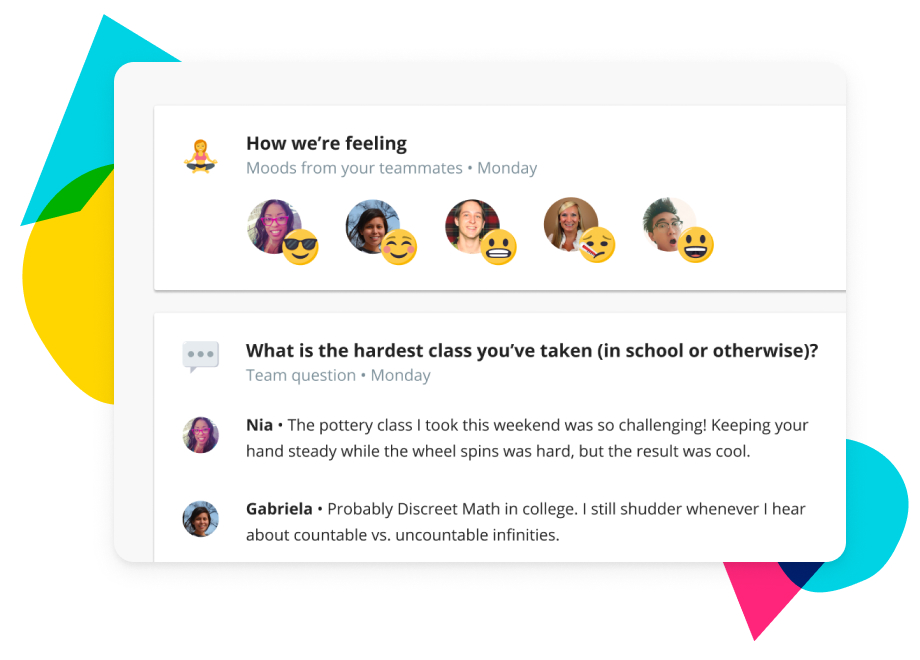 How we’re feeling
Moods from your teammates • Monday
What is the hardest class you’ve taken (in school or otherwise)?
Team question • Monday
Nia • The pottery class I took this weekend was so challenging! Keeping your
hand steady while the wheel spins was hard, but the result was cool.
Gabriela • Probably Discreet Math in college. I still shudder whenever I hear
about countable vs. uncountable infinities.